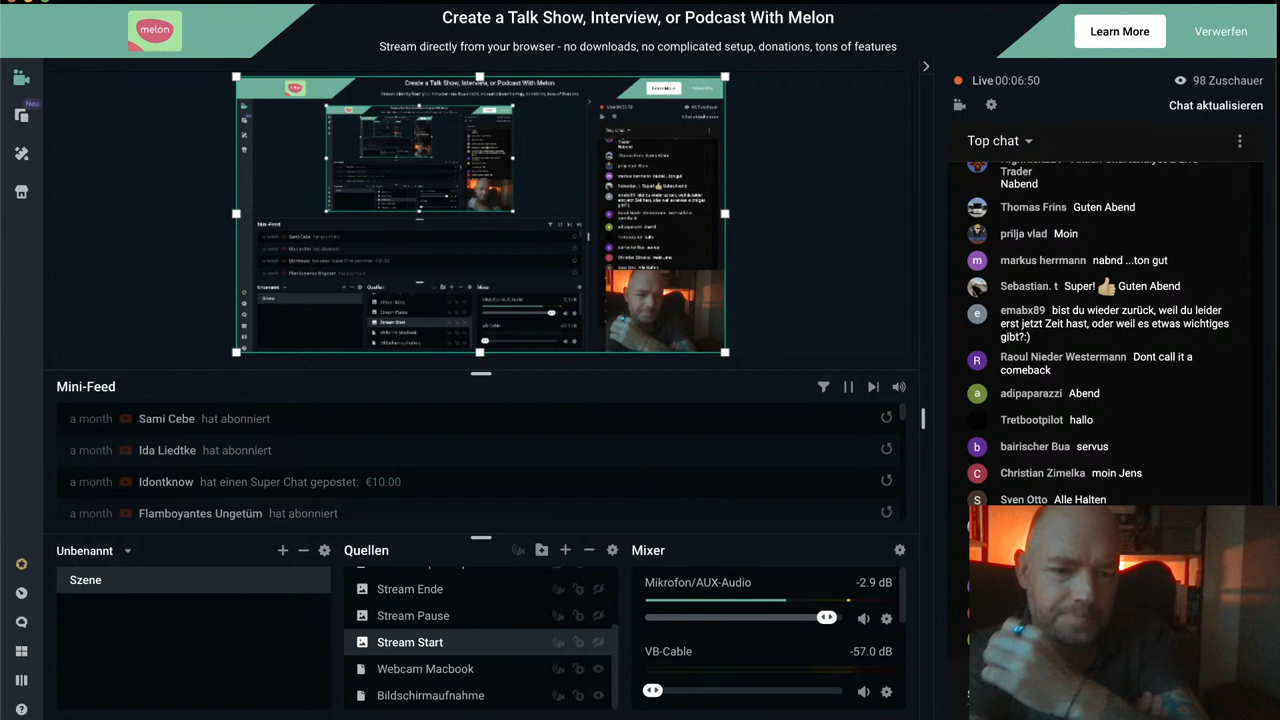 melon
Create a Talk Show, Interview, or Podcast With Melon
Stream directly from your browser - no downloads, no complicated setup, donations, tons of features
Learn More
Verwerfen
Live 00:06:50
98 Zuschauer
Chat aktualisieren
Top chat
Trader
Nabend
Thomas Frins Guten Abend
prilja vlad Moin
markus herrmann nabnd ...ton gut
Sebastian. t Super! 👍 Guten Abend
emabx89 bist du wieder zurück, weil du leider
erst jetzt Zeit hast, oder weil es etwas wichtiges
gibt?:)
Raoul Nieder Westermann Dont call it a
comeback
adipaparazzi Abend
Tretbootpilot hallo
bairischer Bua servus
Christian Zimelka moin Jens
Sven Otto Alle Halten
Neu
Mini-Feed
a month Sami Cebe hat abonniert
a month Ida Liedtke hat abonniert
a month Idontknow hat einen Super Chat gepostet: €10.00
a month Flamboyantes Ungetüm hat abonniert
Unbenannt
Szene
Quellen
Stream Ende
Stream Pause
Stream Start
Webcam Macbook
Bildschirmaufnahme
Mixer
Mikrofon/AUX-Audio -2.9 dB
VB-Cable -57.0 dB